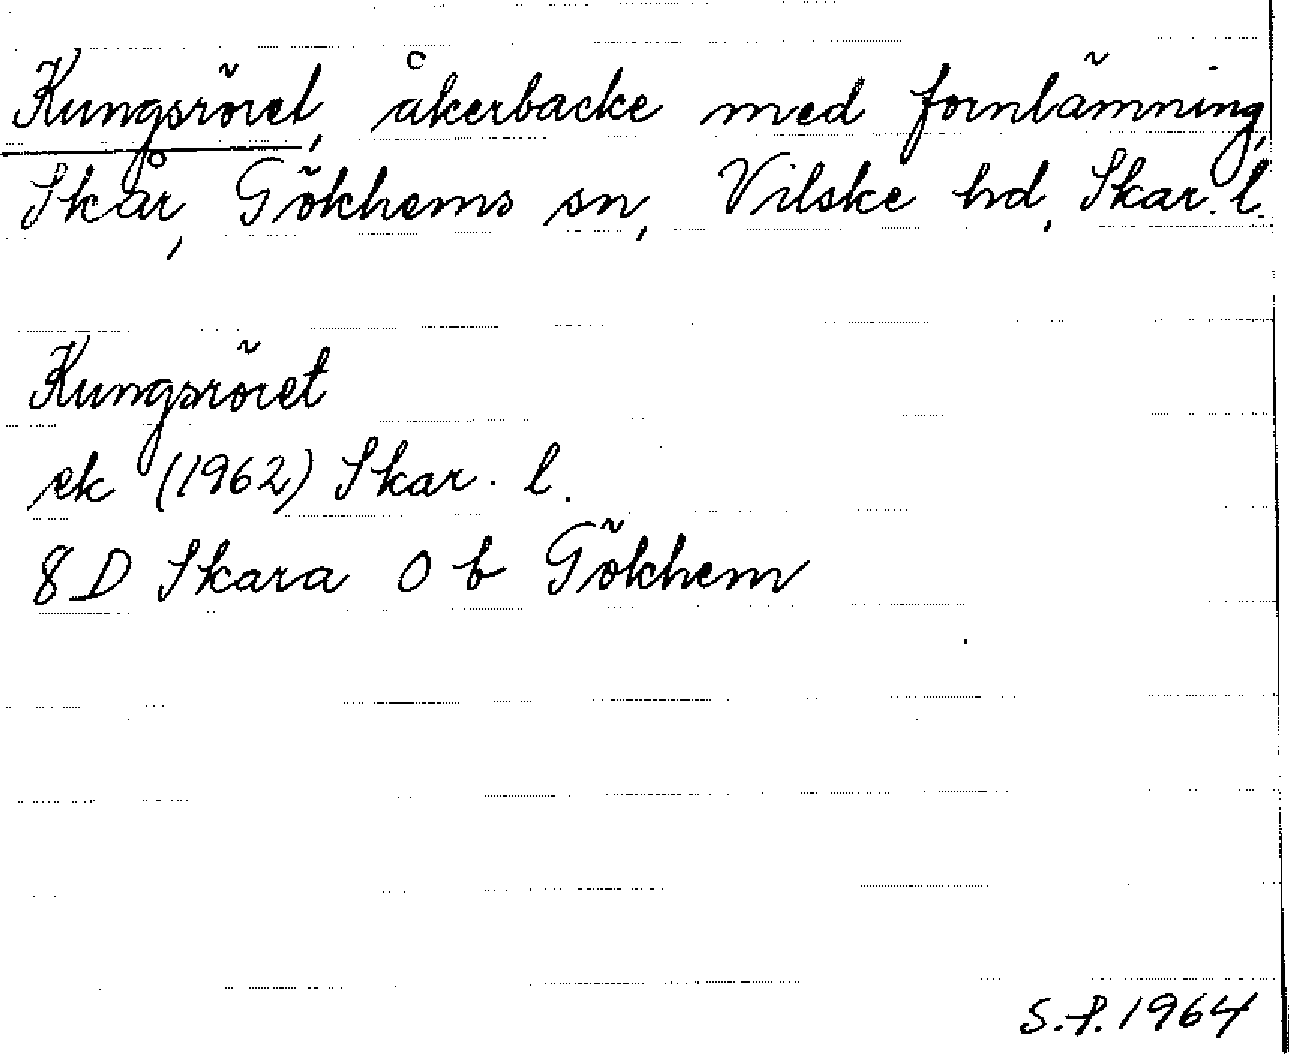 Kungsröret, åkerbacke med fornlämning,
Skår, Gökhems sn, Vilske hd, Skar. l.
Kungsröret
ek (1962) Skar. l.
8 D Skara 0 b Gökhem
S.P. 1964